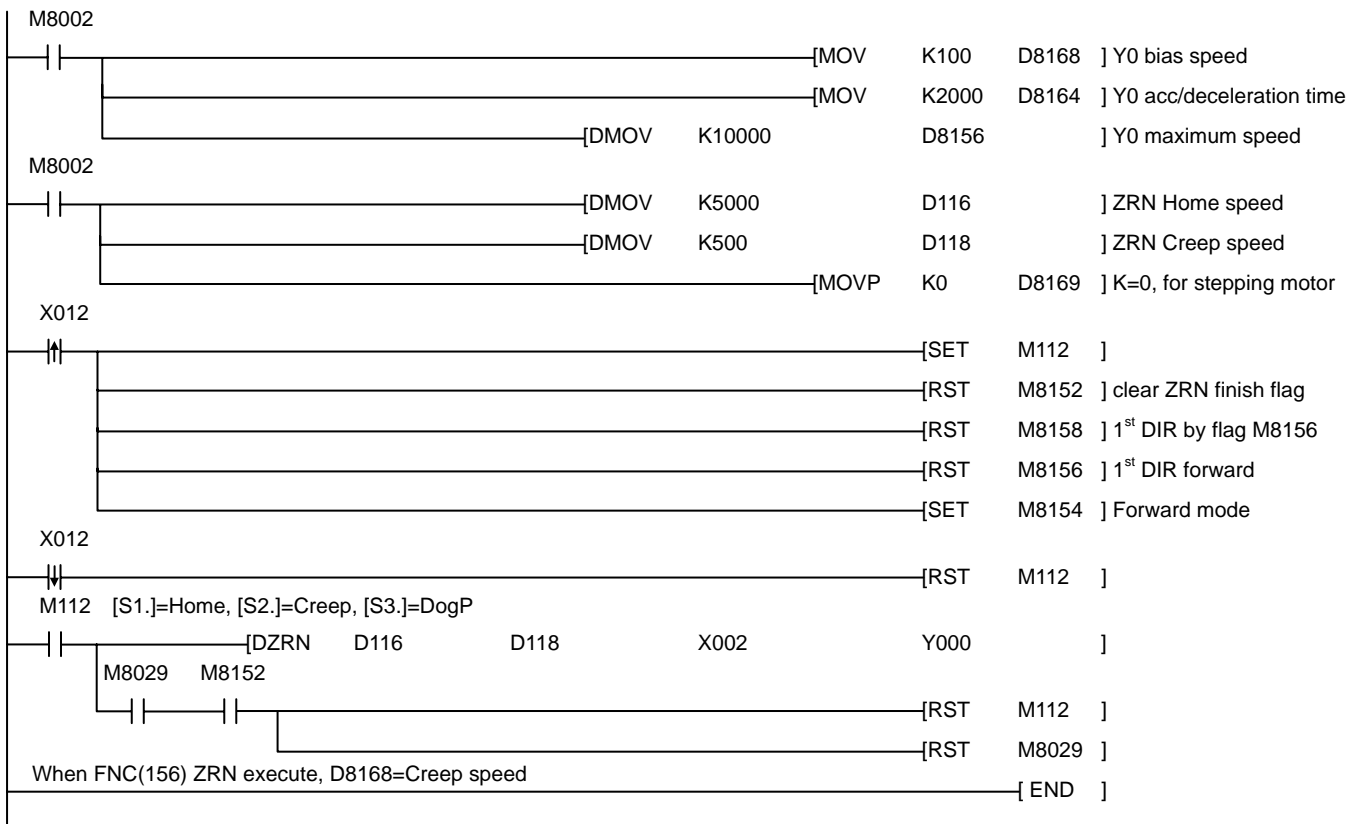 M8002
[MOV K100 D8168 ] Y0 bias speed
[MOV K2000 D8164 ] Y0 acc/deceleration time
[DMOV K10000 D8156 ] Y0 maximum speed
M8002
[DMOV K5000 D116 ] ZRN Home speed
[DMOV K500 D118 ] ZRN Creep speed
[MOVP K0 D8169 ] K=0, for stepping motor
X012
[SET M112 ]
[RST M8152 ] clear ZRN finish flag
[RST M8158 ] 1st DIR by flag M8156
[RST M8156 ] 1st DIR forward
[SET M8154 ] Forward mode
X012
[RST M112 ]
M112 [S1.]=Home, [S2.]=Creep, [S3.]=DogP
[DZRN D116 D118 X002 Y000 ]
M8029 M8152
[RST M112 ]
[RST M8029 ]
When FNC(156) ZRN execute, D8168=Creep speed
[ END ]